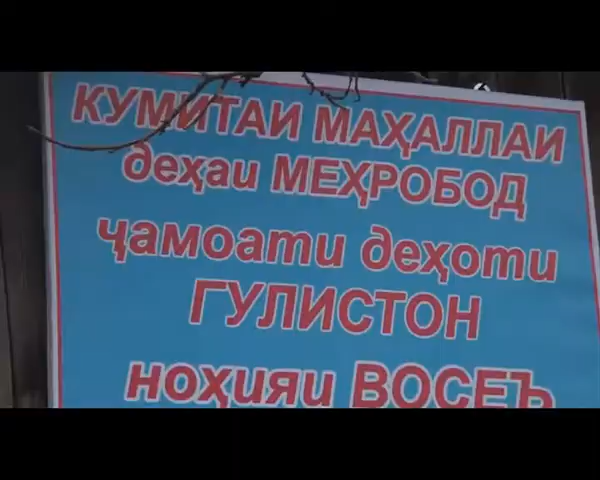 КУМИТАИ МАҲАЛЛАИ
деҳаи МЕҲРОБОД
ҷамоати деҳоти
ГУЛИСТОН
ноҳияи ВОСЕЪ